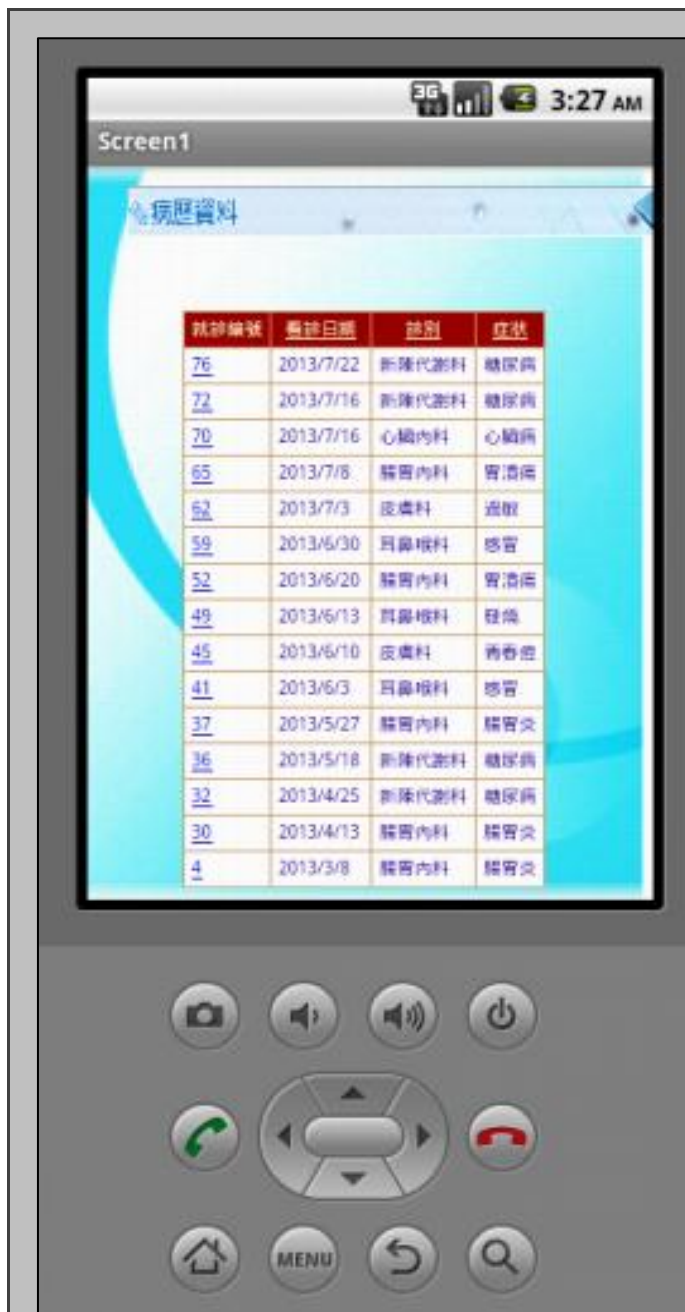 3G
3:27 AM
Screen1
病歷資料
就診編號 看診日期 診別 症狀
76 2013/7/22 新陳代謝科 糖尿病
72 2013/7/16 新陳代謝科 糖尿病
70 2013/7/16 心臟內科 心臟病
65 2013/7/8 腸胃內科 胃潰瘍
62 2013/7/3 皮膚科 過敏
59 2013/6/30 耳鼻喉科 感冒
52 2013/6/20 腸胃內科 胃潰瘍
49 2013/6/13 耳鼻喉科 發燒
45 2013/6/10 皮膚科 青春痘
41 2013/6/3 耳鼻喉科 感冒
37 2013/5/27 腸胃內科 腸胃炎
36 2013/5/18 新陳代謝科 糖尿病
32 2013/4/25 新陳代謝科 糖尿病
30 2013/4/13 腸胃內科 腸胃炎
4 2013/3/8 腸胃內科 腸胃炎
MENU